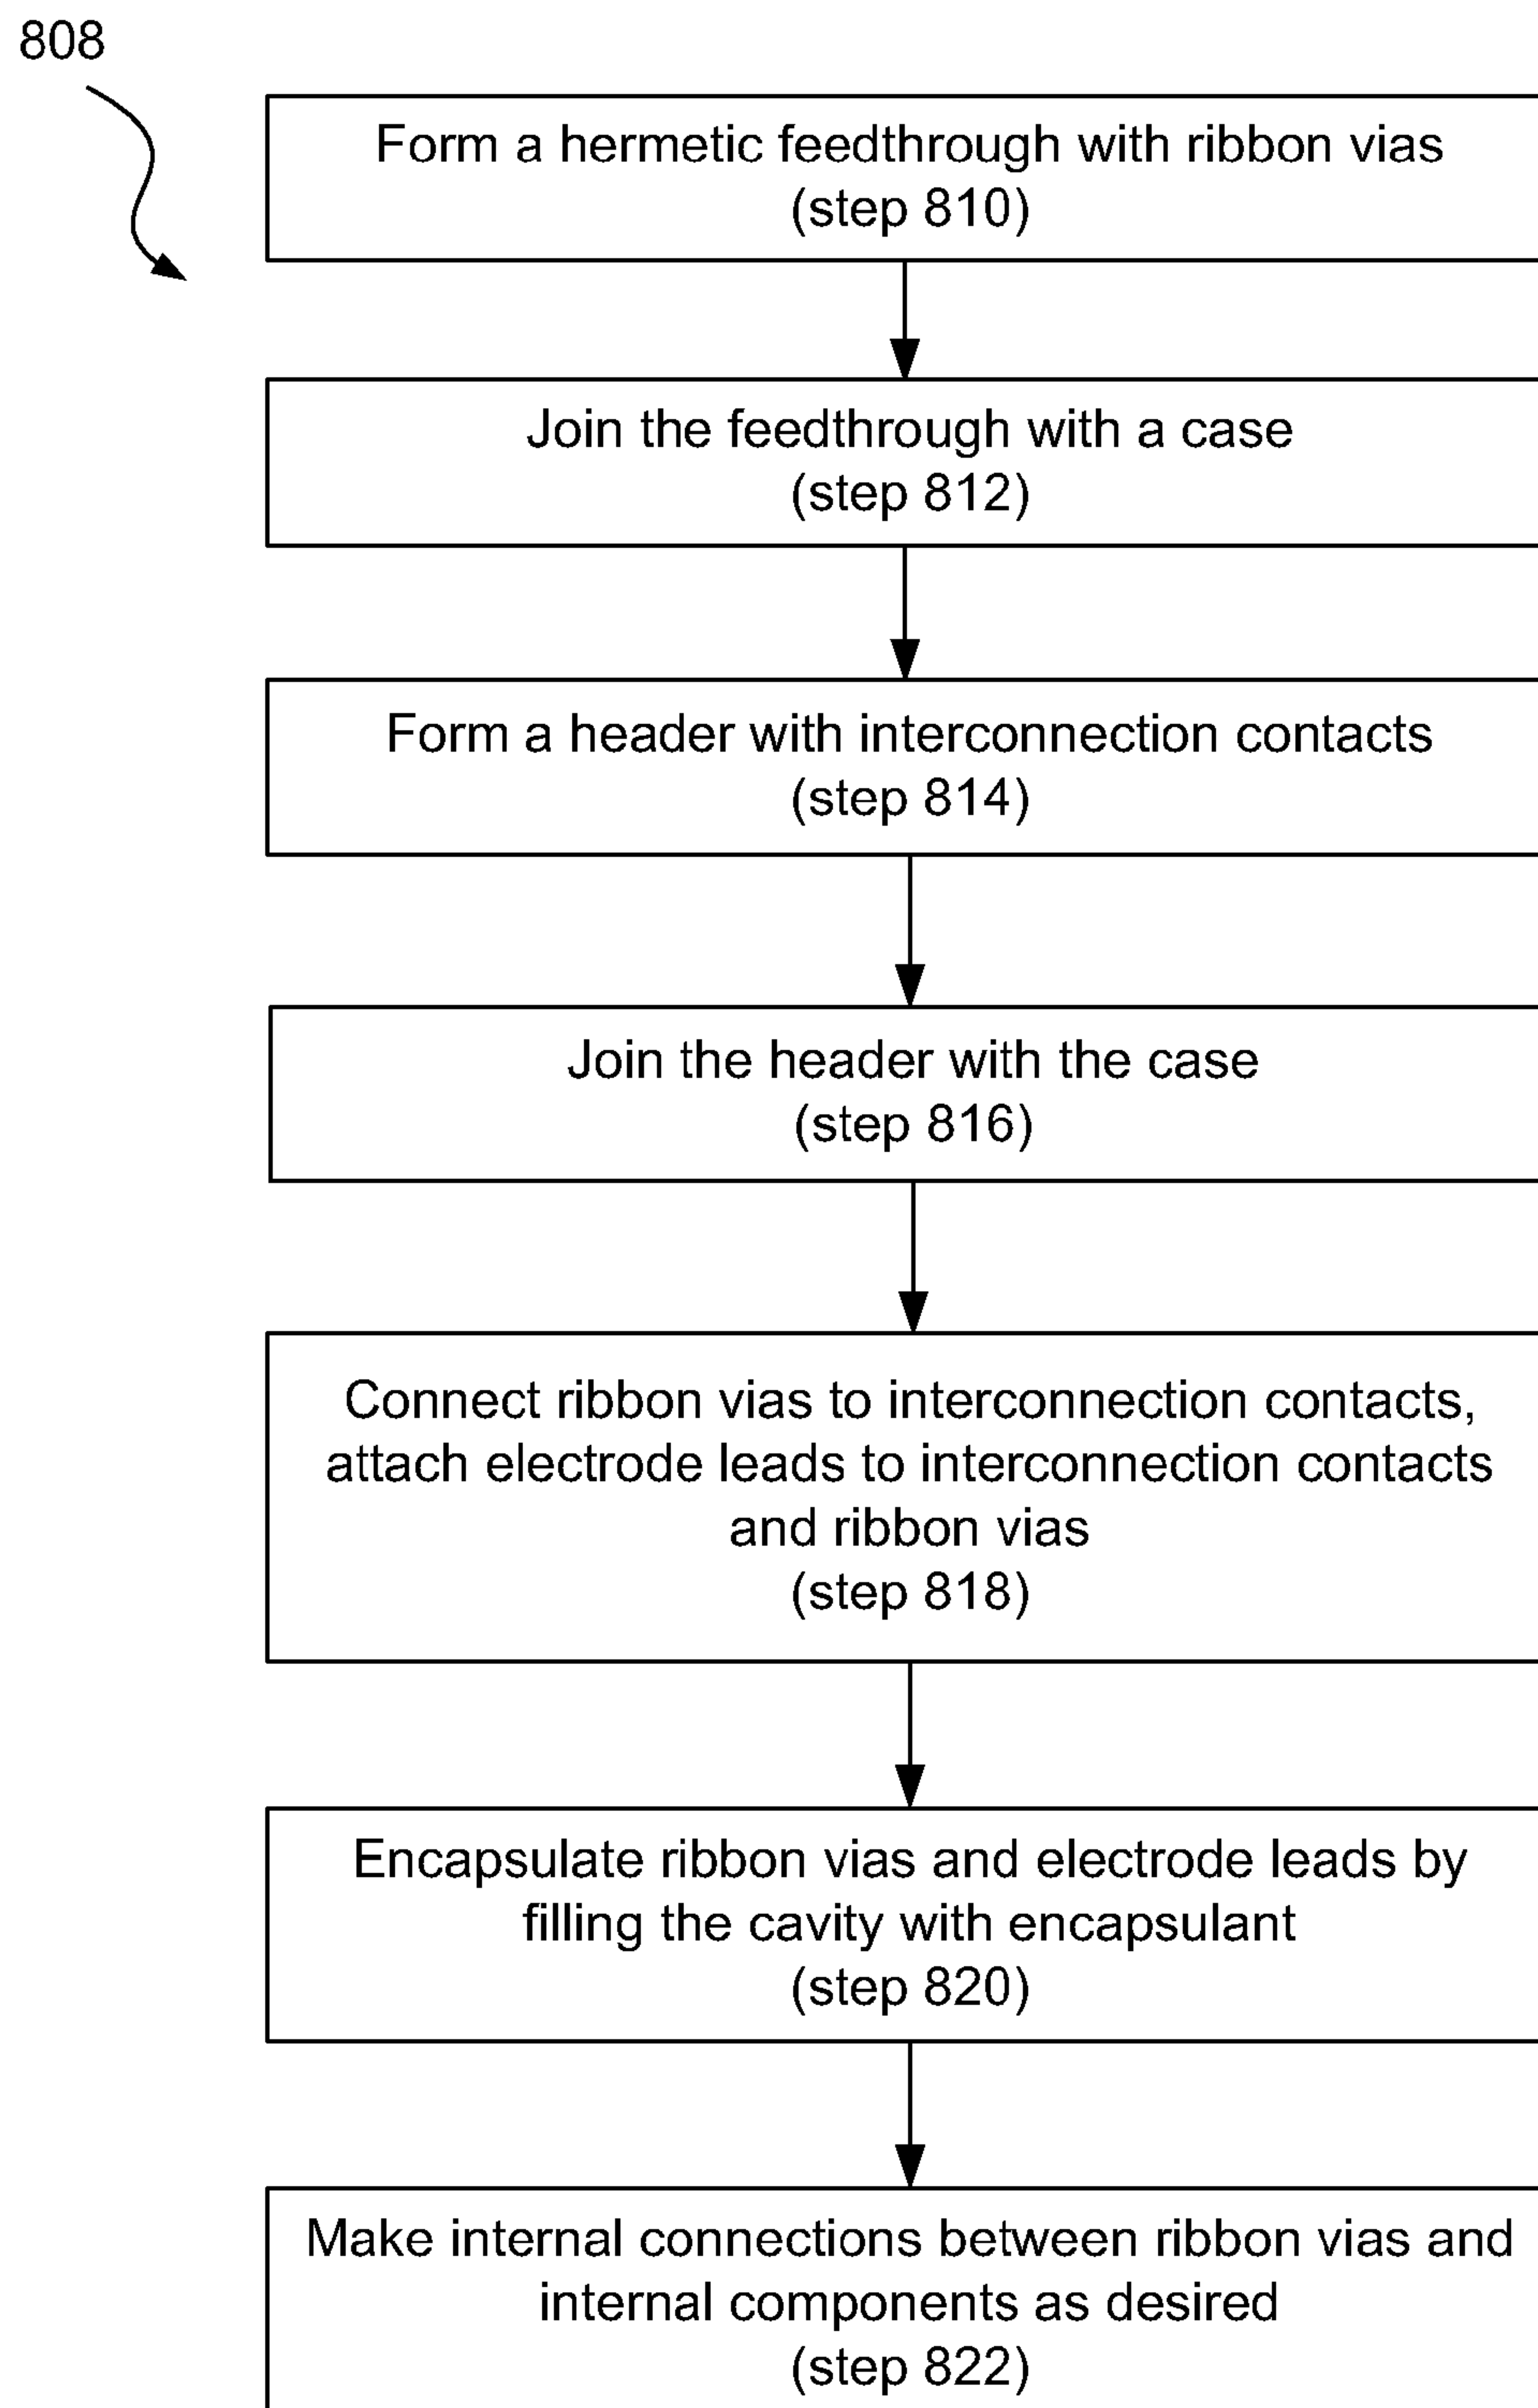 808
Form a hermetic feedthrough with ribbon vias
(step 810)
Join the feedthrough with a case
(step 812)
Form a header with interconnection contacts
(step 814)
Join the header with the case
(step 816)
Connect ribbon vias to interconnection contacts,
attach electrode leads to interconnection contacts
and ribbon vias
(step 818)
Encapsulate ribbon vias and electrode leads by
filling the cavity with encapsulant
(step 820)
Make internal connections between ribbon vias and
internal components as desired
(step 822)